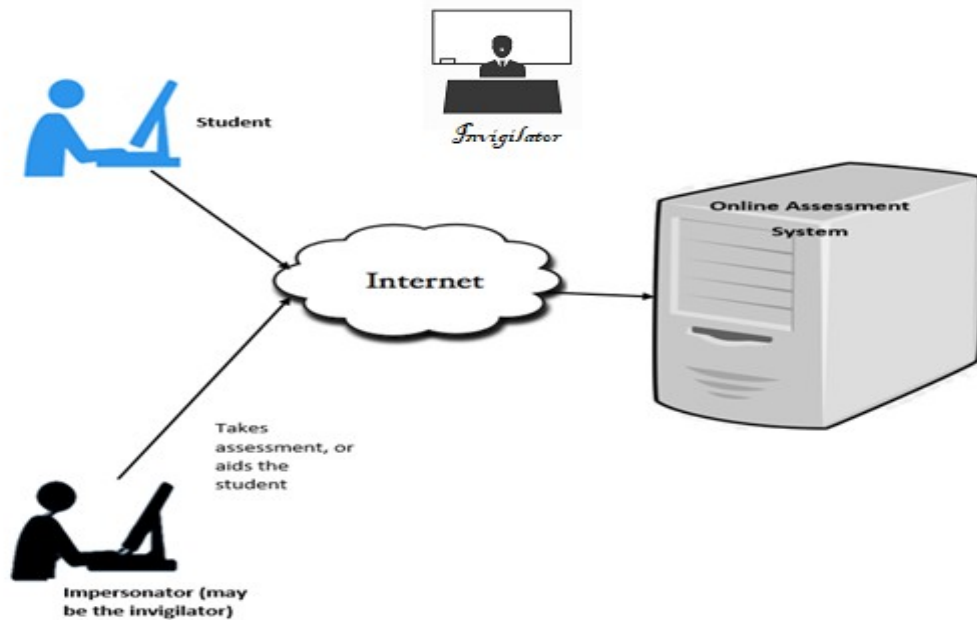 Invigilator
Student
Online Assessment
System
Internet
Takes
assessment, or
aids the
student
Impersonator (may
be the invigilator)